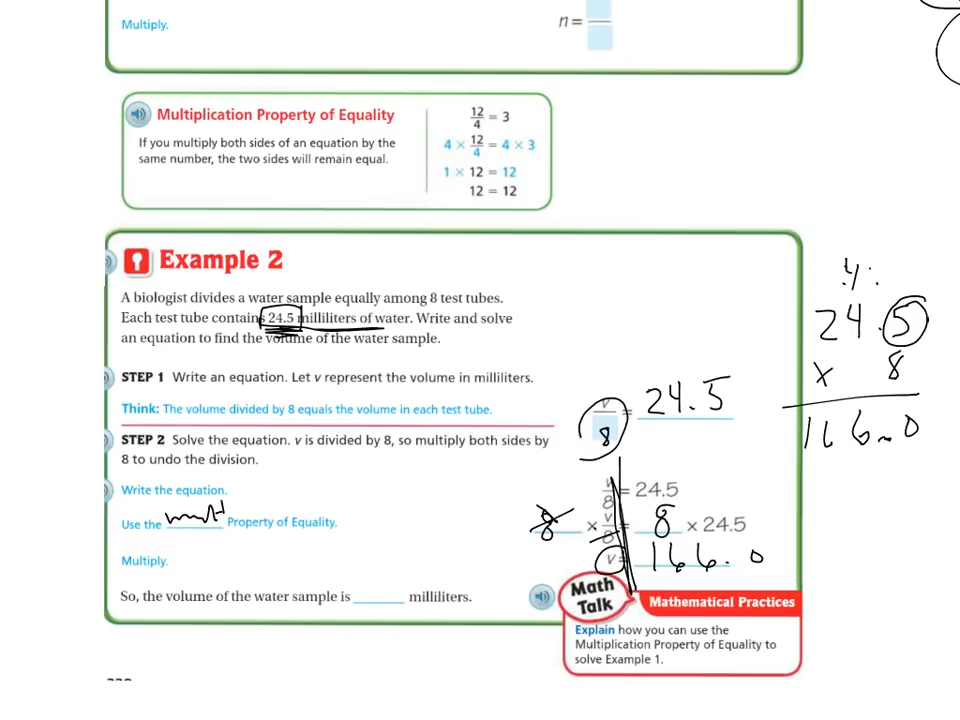 Multiply.
n =
Multiplication Property of Equality
If you multiply both sides of an equation by the
same number, the two sides will remain equal.
12/4 = 3
4 × 12/4 = 4 × 3
1 × 12 = 12
12 = 12
Example 2
A biologist divides a water sample equally among 8 test tubes.
Each test tube contains 24.5 milliliters of water. Write and solve
an equation to find the volume of the water sample.
STEP 1 Write an equation. Let v represent the volume in milliliters.
Think: The volume divided by 8 equals the volume in each test tube.
v/8 = 24.5
STEP 2 Solve the equation. v is divided by 8, so multiply both sides by
8 to undo the division.
Write the equation.
v/8 = 24.5
Use the mult Property of Equality.
8 × v/8 = 8 × 24.5
Multiply.
v = 166.0
So, the volume of the water sample is ______ milliliters.
Math
Talk
Mathematical Practices
Explain how you can use the
Multiplication Property of Equality to
solve Example 1.
24.5
x 8
166.0